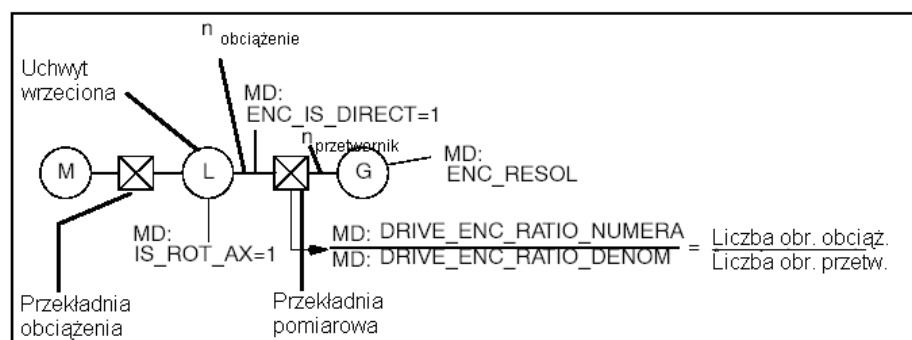 n obciążenie
Uchwyt
wrzeciona
MD:
ENC_IS_DIRECT=1
n przetwornik
M
L
G
MD:
ENC_RESOL
MD:
IS_ROT_AX=1
MD: DRIVE_ENC_RATIO_NUMERA
MD: DRIVE_ENC_RATIO_DENOM
=
Liczba obr. obciąż.
Liczba obr. przetw.
Przekładnia
obciążenia
Przekładnia
pomiarowa